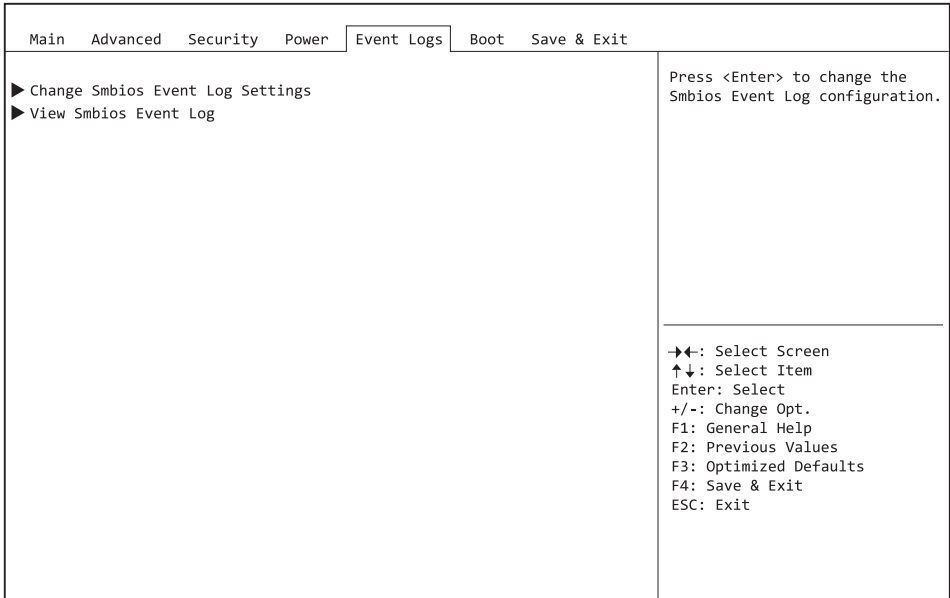 Main Advanced Security Power Event Logs Boot Save & Exit
▶ Change Smbios Event Log Settings
▶ View Smbios Event Log
Press <Enter> to change the
Smbios Event Log configuration.
→←: Select Screen
↑↓: Select Item
Enter: Select
+/-: Change Opt.
F1: General Help
F2: Previous Values
F3: Optimized Defaults
F4: Save & Exit
ESC: Exit